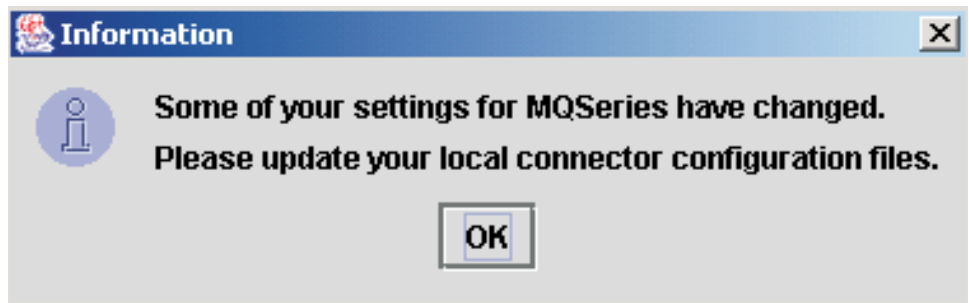 Information
Some of your settings for MQSeries have changed.
Please update your local connector configuration files.
OK